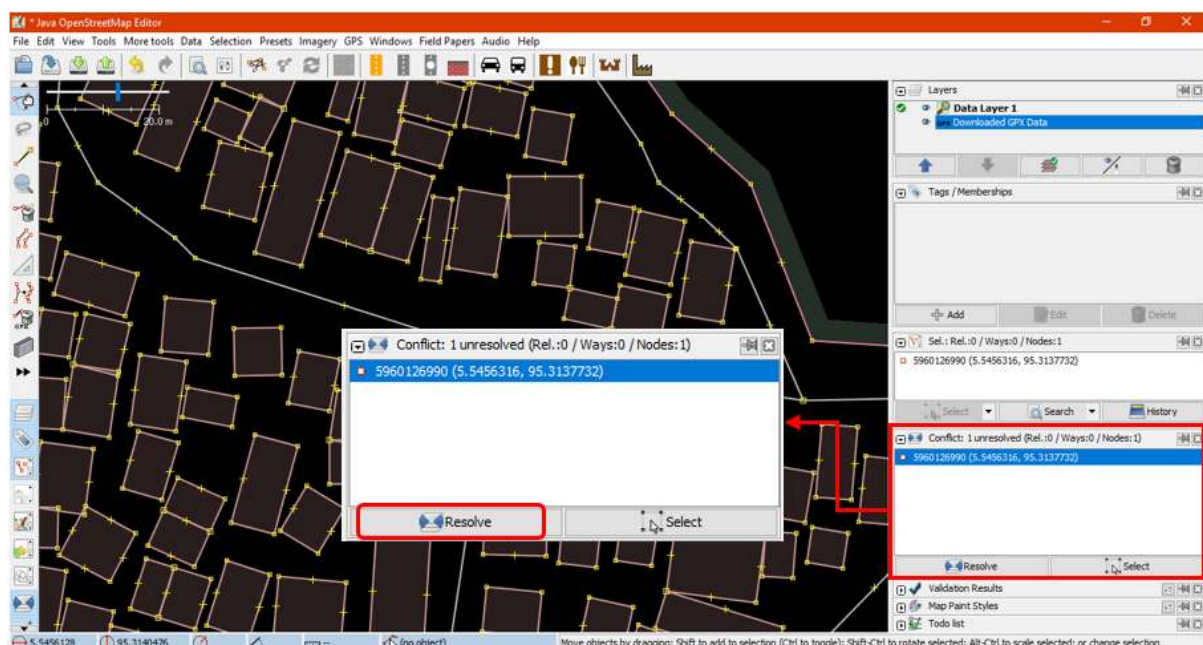 * Java OpenStreetMap Editor
File Edit View Tools More tools Data Selection Presets Imagery GPS Windows Field Papers Audio Help
0 20.0 m
Layers
Data Layer 1
Downloaded GPX Data
Tags / Memberships
Add Edit Delete
Sel.: Rel.:0 / Ways:0 / Nodes:1
5960126990 (5.5456316, 95.3137732)
Select Search History
Conflict: 1 unresolved (Rel.:0 / Ways:0 / Nodes:1)
5960126990 (5.5456316, 95.3137732)
Resolve Select
Conflict: 1 unresolved (Rel.:0 / Ways:0 / Nodes:1)
5960126990 (5.5456316, 95.3137732)
Resolve Select
Validation Results
Map Paint Styles
Todo list
5.5456128 95.3140476 (no object) Move objects by dragging; Shift to add to selection (Ctrl to toggle); Shift-Ctrl to rotate selected; Alt-Ctrl to scale selected; or change selection